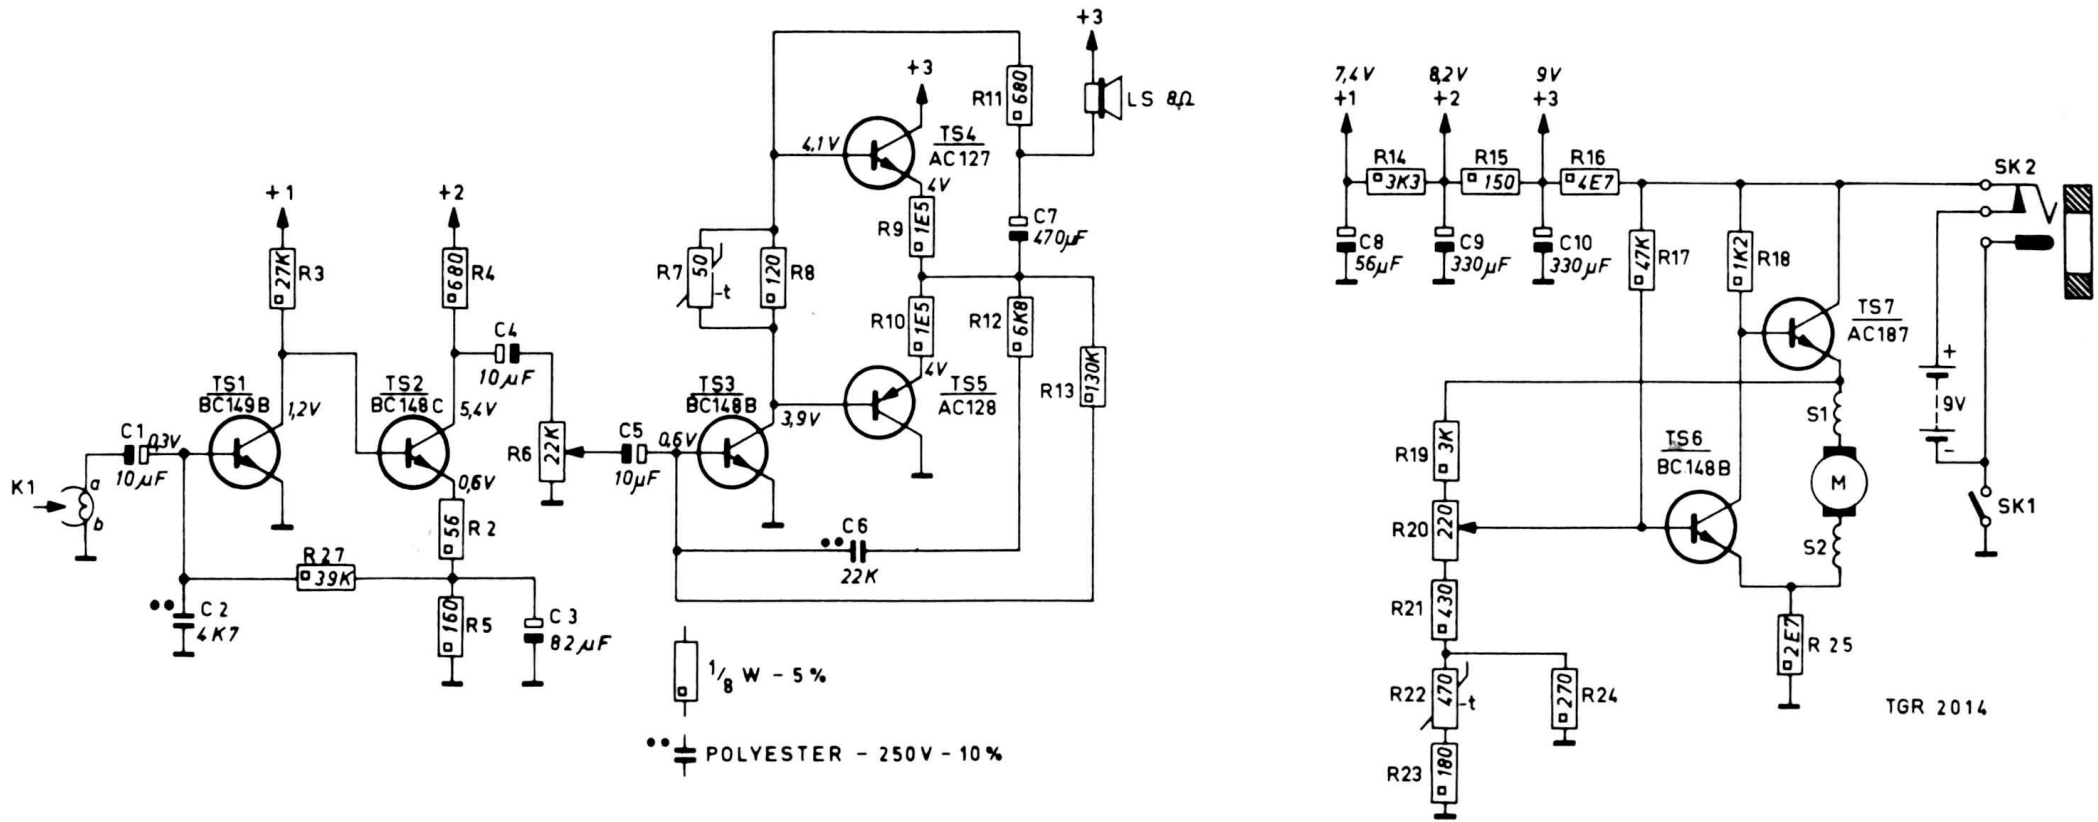 +1
27K
R3
+2
680
R4
C4
10µF
TS1
BC149B
1,2V
TS2
BC148C
5,4V
C1
0,3V
10µF
K1
a
b
0,6V
56
R2
R27
39K
C2
4K7
160
R5
C3
82µF
R6
22K
C5
10µF
0,6V
TS3
BC148B
3,9V
R7
50
-t
120
R8
4,1V
+3
TS4
AC127
4V
R9
1E5
R10
1E5
4V
TS5
AC128
R11
680
+3
LS 8Ω
C7
470µF
R12
6K8
R13
130K
C6
22K
1/8 W - 5%
POLYESTER - 250V - 10%
7,4V
+1
8,2V
+2
9V
+3
R14
3K3
R15
150
R16
4E7
C8
56µF
C9
330µF
C10
330µF
47K
R17
1K2
R18
SK2
TS7
AC187
+
9V
-
SK1
S1
M
S2
TS6
BC148B
R19
3K
R20
220
R21
430
R22
470
-t
270
R24
R23
180
2E7
R25
TGR 2014